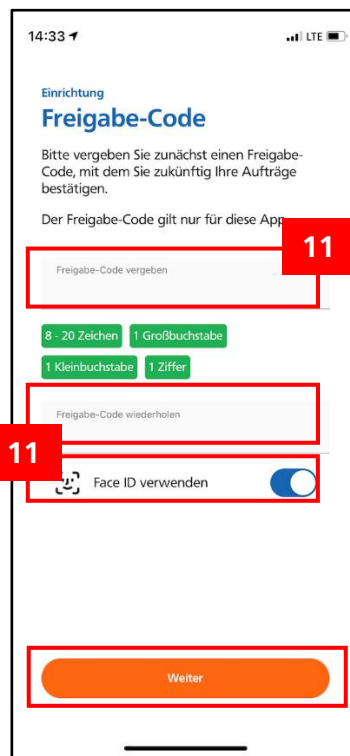 14:33
LTE
Einrichtung
Freigabe-Code
Bitte vergeben Sie zunächst einen Freigabe-
Code, mit dem Sie zukünftig Ihre Aufträge
bestätigen.
Der Freigabe-Code gilt nur für diese App
11
Freigabe-Code vergeben
8 - 20 Zeichen
1 Großbuchstabe
1 Kleinbuchstabe
1 Ziffer
Freigabe-Code wiederholen
11
Face ID verwenden
Weiter